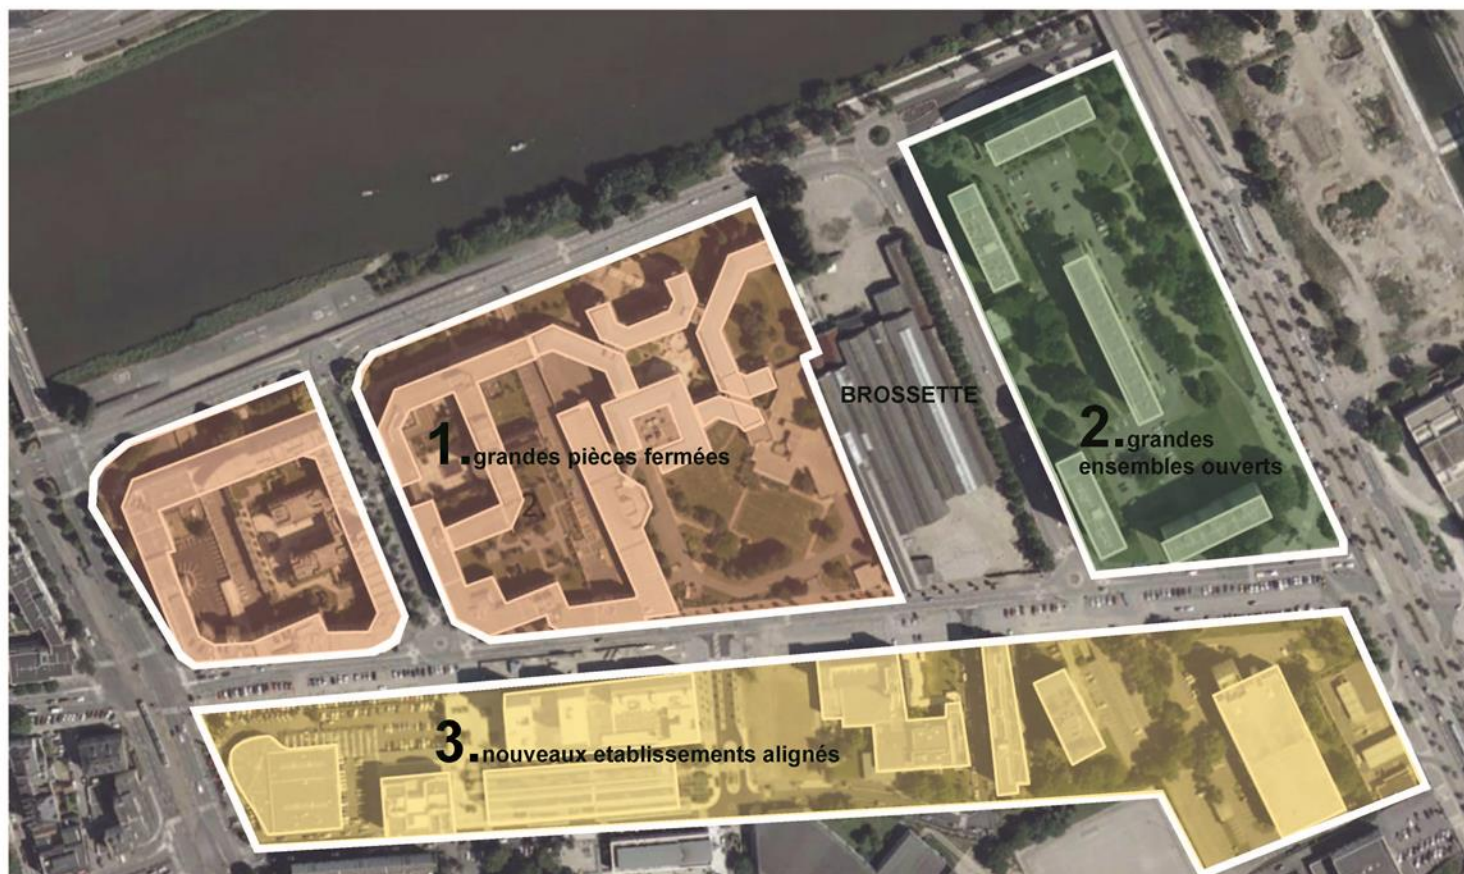 BROSSETTE
1.grandes pièces fermées
2.grandes
ensembles ouverts
3.nouveaux etablissements alignés